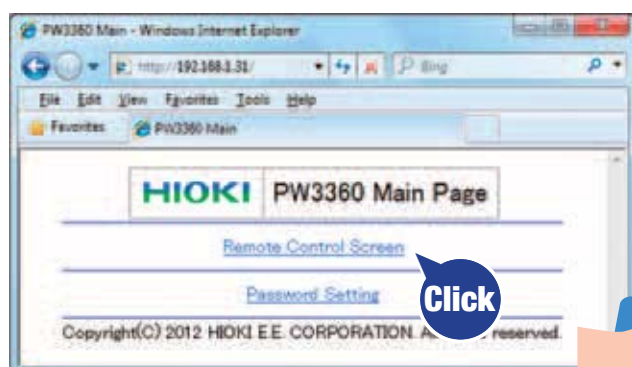 PW3360 Main - Windows Internet Explorer
http://192.168.1.31/
Bing
File Edit View Favorites Tools Help
Favorites PW3360 Main
HIOKI PW3360 Main Page
Remote Control Screen
Password Setting
Click
Copyright(C) 2012 HIOKI E.E. CORPORATION. A reserved.